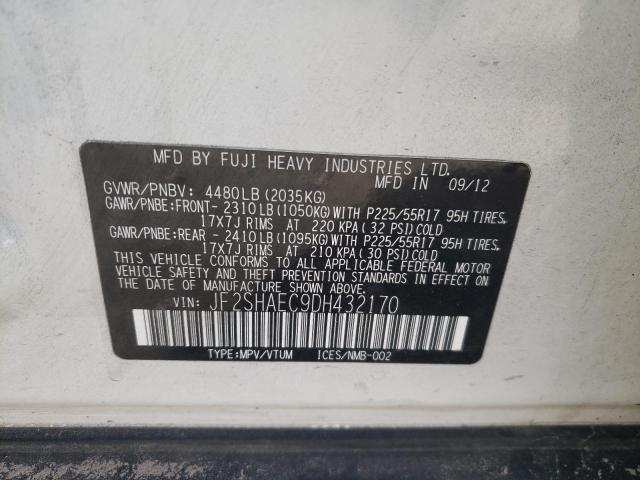 MFD BY FUJI HEAVY INDUSTRIES LTD.
MFD IN 09/12
GVWR/PNBV: 4480LB (2035KG)
GAWR/PNBE:FRONT- 2310LB (1050KG) WITH P225/55R17 95H TIRES,
17X7J RIMS AT 220 KPA (32 PSI) COLD
GAWR/PNBE:REAR - 2410LB (1095KG) WITH P225/55R17 95H TIRES,
17X7J RIMS AT 210 KPA (30 PSI) COLD
THIS VEHICLE CONFORMS TO ALL APPLICABLE FEDERAL MOTOR
VEHICLE SAFETY AND THEFT PREVENTION STANDARDS IN EFFECT ON
THE DATE OF MANUFACTURE SHOWN ABOVE.
VIN: JF2SHAEC9DH432170
TYPE:MPV/VTUM ICES/NMB-002